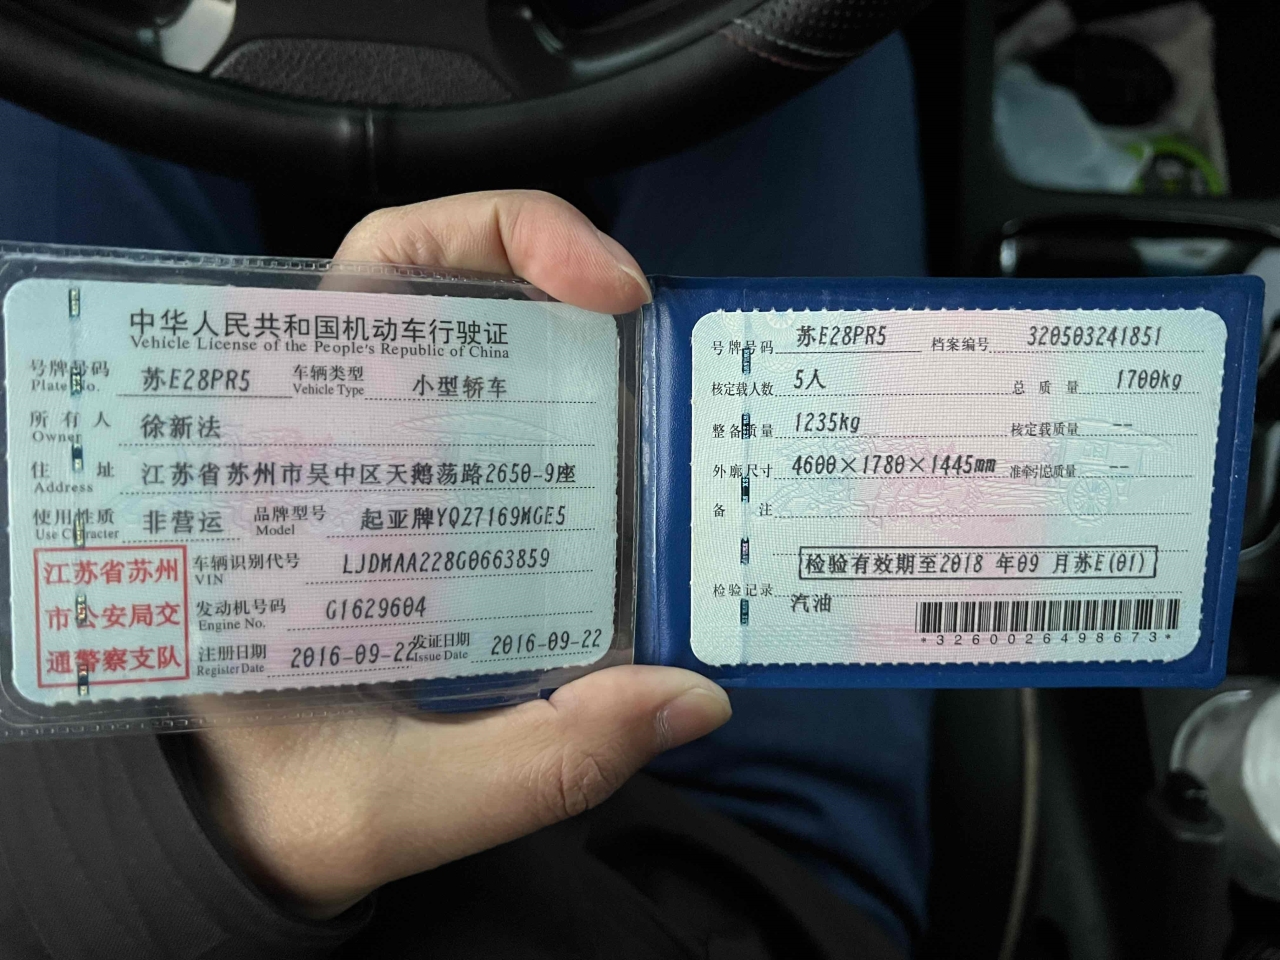 中华人民共和国机动车行驶证
Vehicle License of the People's Republic of China
号牌号码 苏E28PR5 车辆类型 小型轿车
Plate No. Vehicle Type
所有人 徐新法
Owner
住址 江苏省苏州市吴中区天鹅荡路2650-9座
Address
使用性质 非营运 品牌型号 起亚牌YQZ7169MGE5
Use Character Model
江苏省苏州
市公安局交
通警察支队
车辆识别代号 LJDMAA228G0663859
VIN
发动机号码 G1629604
Engine No.
注册日期 2016-09-22 发证日期 2016-09-22
Register Date Issue Date
号牌号码 苏E28PR5 档案编号 320503241851
核定载人数 5人 总质量 1700kg
整备质量 1235kg 核定载质量 --
外廓尺寸 4600×1780×1445mm 准牵引总质量 --
备注
检验有效期至2018 年09 月苏E(01)
检验记录
汽油
*3260026498673*